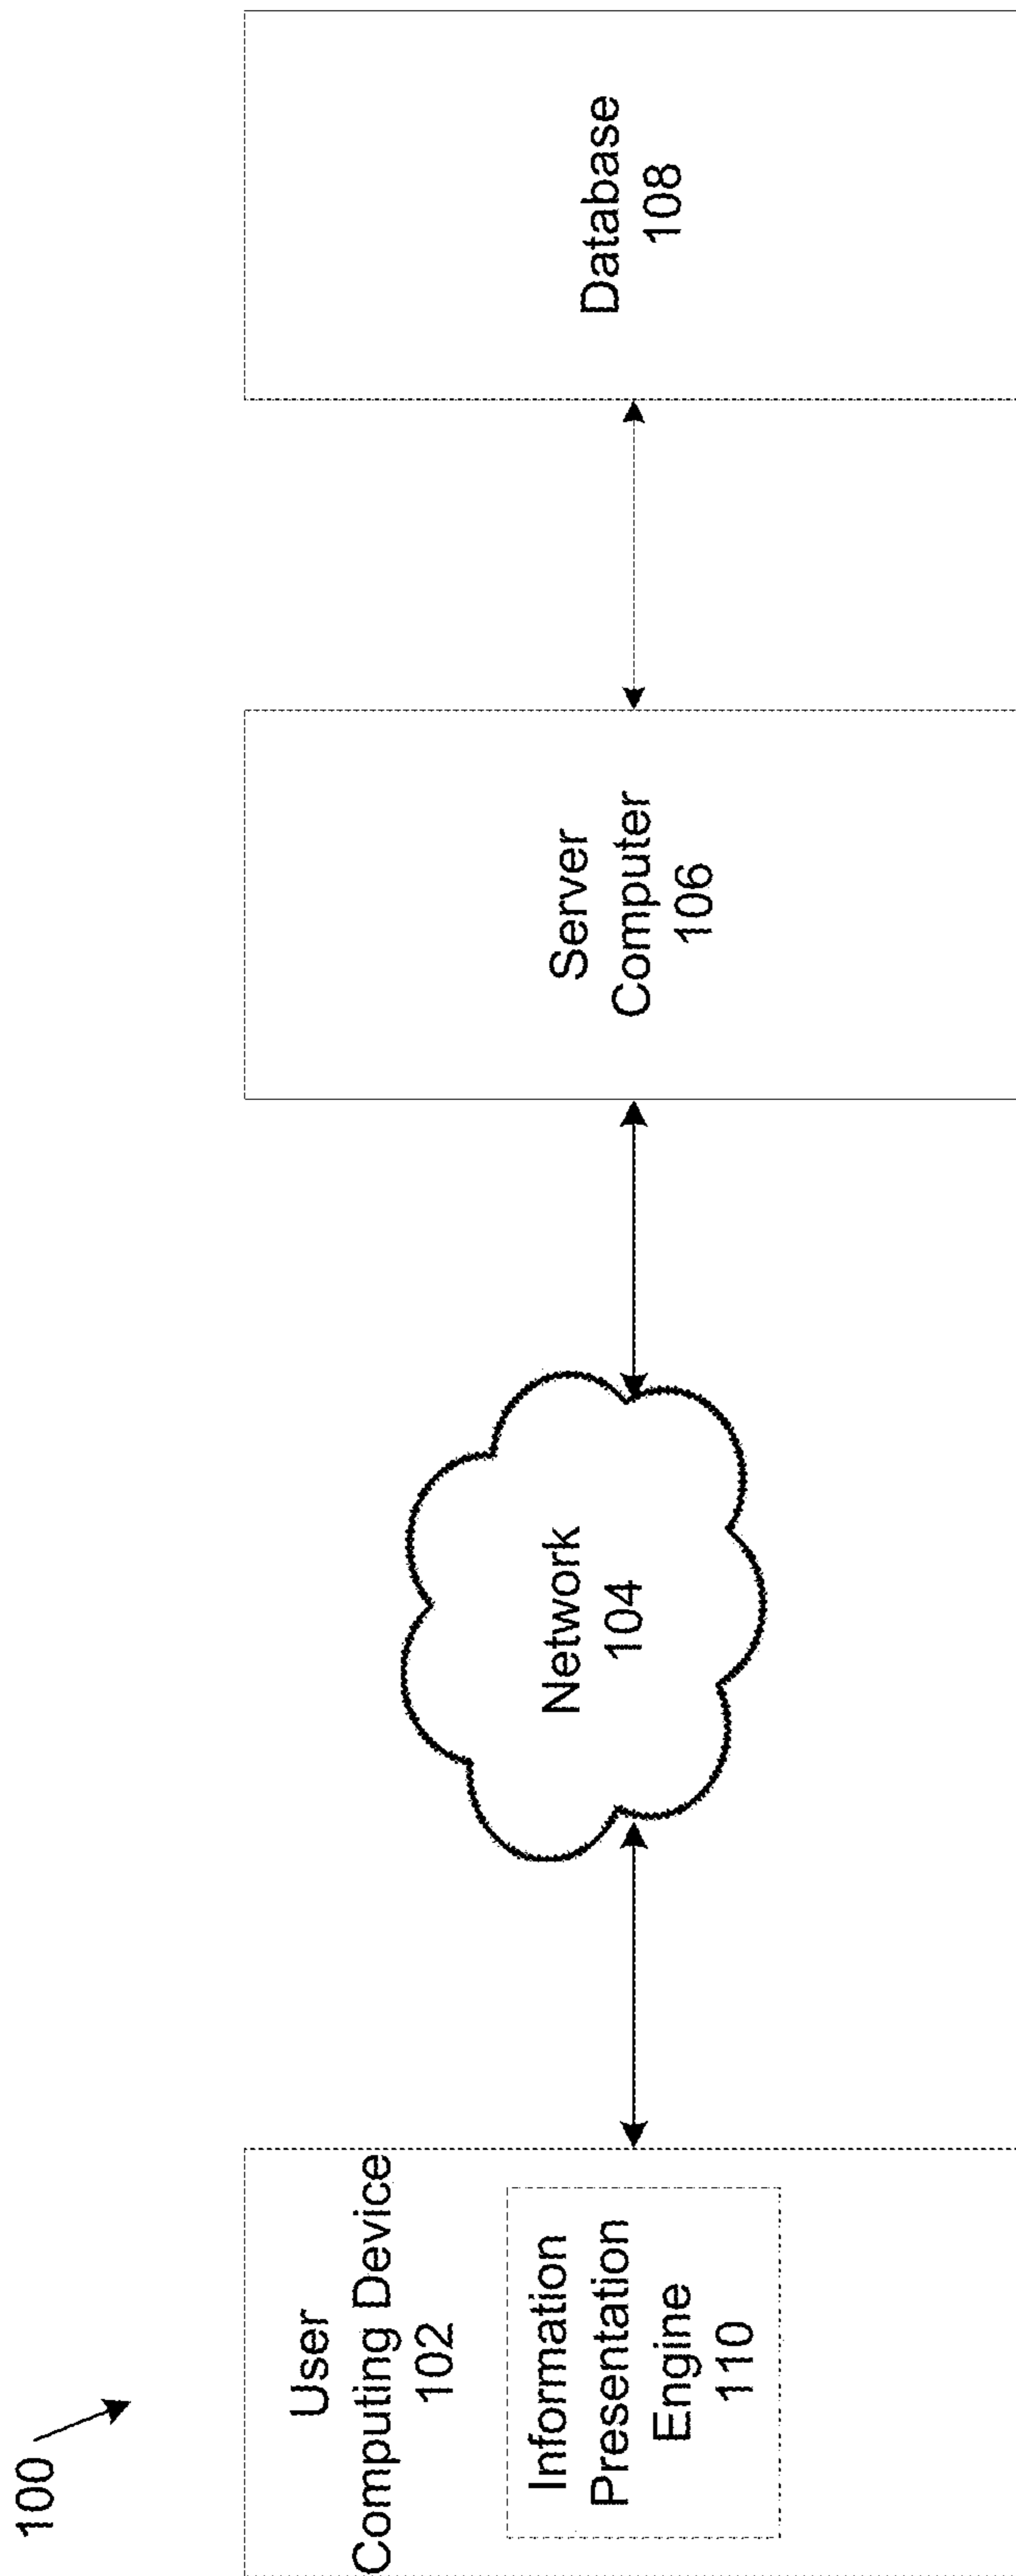 100
User
Computing Device
102
Information
Presentation
Engine
110
Network
104
Server
Computer
106
Database
108